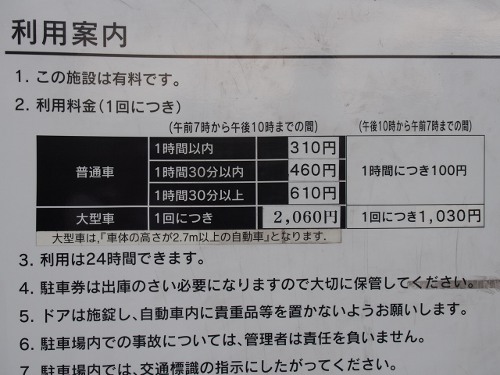 利用案内
1. この施設は有料です。
2. 利用料金(1回につき)
(午前7時から午後10時までの間) (午後10時から午前7時までの間)
普通車 1時間以内 310円 1時間につき100円
1時間30分以内 460円
1時間30分以上 610円
大型車 1回につき 2,060円 1回につき1,030円
大型車は、「車体の高さが2.7m以上の自動車」となります.
3. 利用は24時間できます。
4. 駐車券は出庫のさい必要になりますので大切に保管してください。
5. ドアは施錠し、自動車内に貴重品等を置かないようお願いします。
6. 駐車場内での事故については、管理者は責任を負いません。
7. 駐車場内では、交通標識の指示にしたがってください。